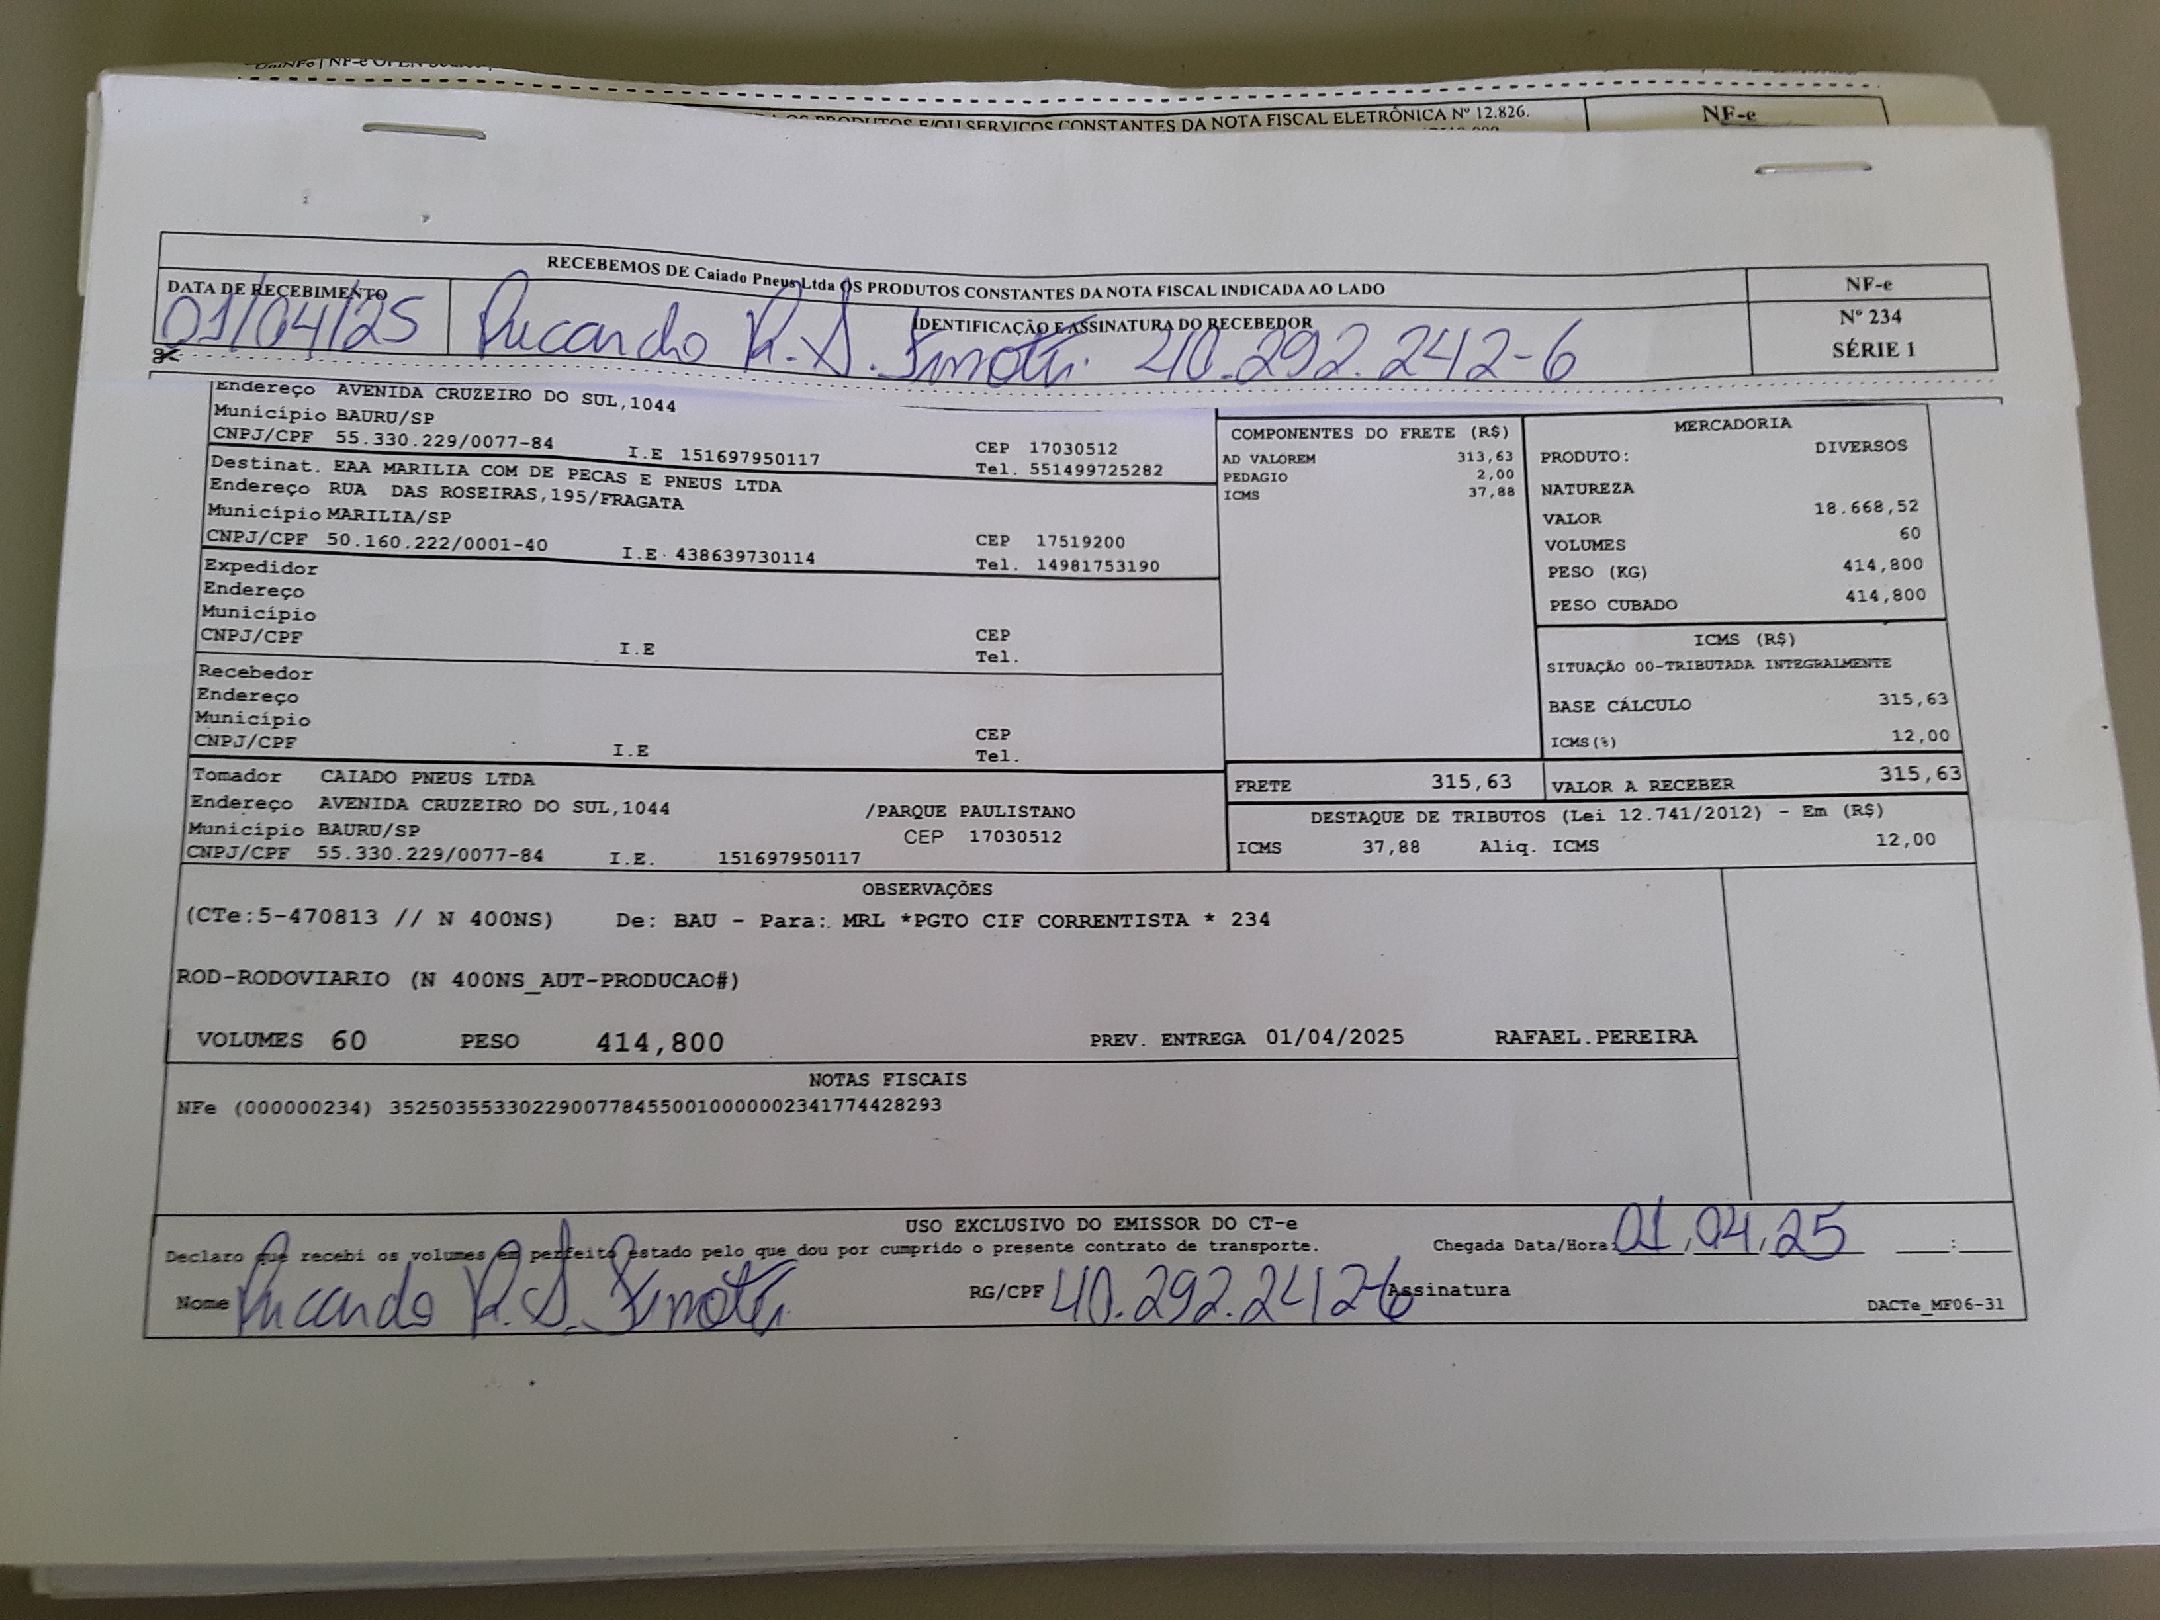 A OS PRODUTOS E/OU SERVIÇOS CONSTANTES DA NOTA FISCAL ELETRÔNICA Nº 12.826.
NF-e
RECEBEMOS DE Caiado Pneus Ltda OS PRODUTOS CONSTANTES DA NOTA FISCAL INDICADA AO LADO
NF-e
Nº 234
SÉRIE 1
DATA DE RECEBIMENTO
01/04/25
IDENTIFICAÇÃO E ASSINATURA DO RECEBEDOR
Riccardo R. S. 40.292.242-6
Endereço AVENIDA CRUZEIRO DO SUL,1044
Município BAURU/SP
CNPJ/CPF 55.330.229/0077-84 I.E 151697950117
CEP 17030512
Tel. 551499725282
Destinat. EAA MARILIA COM DE PECAS E PNEUS LTDA
Endereço RUA DAS ROSEIRAS,195/FRAGATA
Município MARILIA/SP
CNPJ/CPF 50.160.222/0001-40 I.E. 438639730114
CEP 17519200
Tel. 14981753190
Expedidor
Endereço
Município
CNPJ/CPF I.E
CEP
Tel.
Recebedor
Endereço
Município
CNPJ/CPF I.E
CEP
Tel.
Tomador CAIADO PNEUS LTDA
Endereço AVENIDA CRUZEIRO DO SUL,1044 /PARQUE PAULISTANO
Município BAURU/SP CEP 17030512
CNPJ/CPF 55.330.229/0077-84 I.E. 151697950117
COMPONENTES DO FRETE (R$)
AD VALOREM 313,63
PEDAGIO 2,00
ICMS 37,88
MERCADORIA
PRODUTO: DIVERSOS
NATUREZA
VALOR 18.668,52
VOLUMES 60
PESO (KG) 414,800
PESO CUBADO 414,800
ICMS (R$)
SITUAÇÃO 00-TRIBUTADA INTEGRALMENTE
BASE CÁLCULO 315,63
ICMS(%) 12,00
FRETE 315,63
VALOR A RECEBER 315,63
DESTAQUE DE TRIBUTOS (Lei 12.741/2012) - Em (R$)
ICMS 37,88 Aliq. ICMS 12,00
OBSERVAÇÕES
(CTe:5-470813 // N 400NS) De: BAU - Para: MRL *PGTO CIF CORRENTISTA * 234
ROD-RODOVIARIO (N 400NS_AUT-PRODUCAO#)
VOLUMES 60 PESO 414,800 PREV. ENTREGA 01/04/2025 RAFAEL.PEREIRA
NOTAS FISCAIS
NFe (000000234) 35250355330229007784550010000002341774428293
USO EXCLUSIVO DO EMISSOR DO CT-e
Declaro que recebi os volumes em perfeito estado pelo que dou por cumprido o presente contrato de transporte.
Chegada Data/Hora: 01,04,25 :
Nome Riccardo R. S.
RG/CPF 40.292.242-6 Assinatura
DACTe_MF06-31